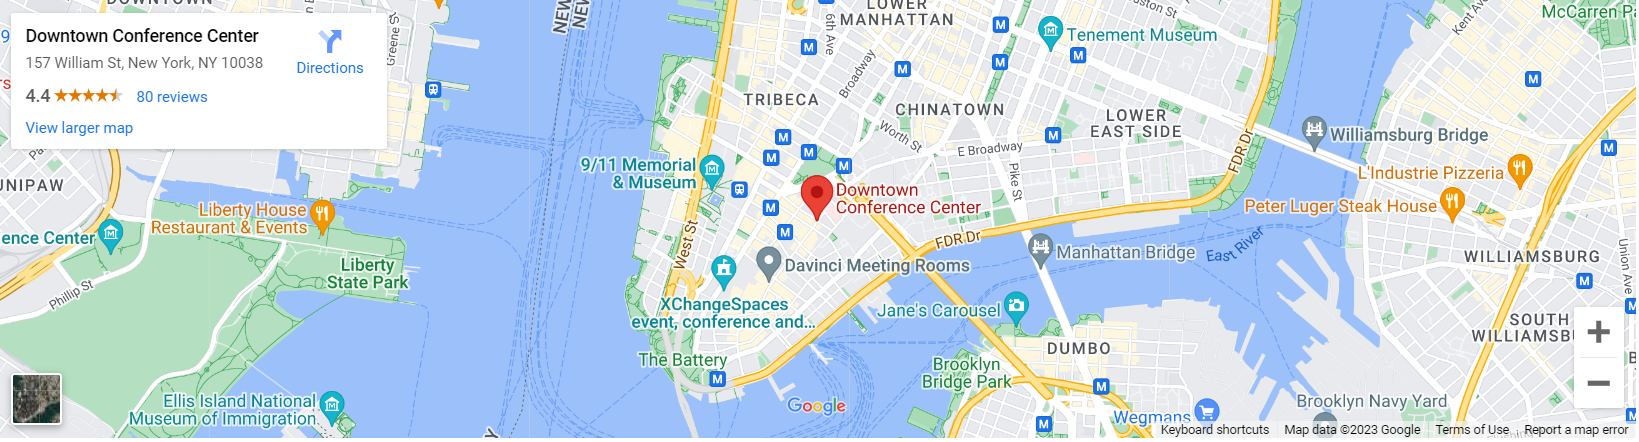 Downtown Conference Center
157 William St, New York, NY 10038
4.4
80 reviews
View larger map
Directions
DOWNTOWN
Greene S
NEW
NEW
LOWER
MANHATTAN
6th Ave
Broadway
Houston St
Tenement Museum
Kent Ave
McCarren P
TRIBECA
CHINATOWN
LOWER
EAST SIDE
Worth St
E Broadway
Pike St
FDR Dr
Williamsburg Bridge
L'Industrie Pizzeria
Peter Luger Steak House
9/11 Memorial
& Museum
Downtown
Conference Center
UNIPAW
Liberty House
Restaurant & Events
ence Center
Liberty
State Park
Phillip St
West St
FDR Dr
Manhattan Bridge
East River
WILLIAMSBURG
Union Ave
Davinci Meeting Rooms
XChangeSpaces
event, conference and...
Jane's Carousel
SOUTH
WILLIAMSBU
The Battery
DUMBO
Brooklyn
Bridge Park
Ellis Island National
Museum of Immigration
Google
Wegmans
Brooklyn Navy Yard
Keyboard shortcuts
Map data ©2023 Google
Terms of Use
Report a map error